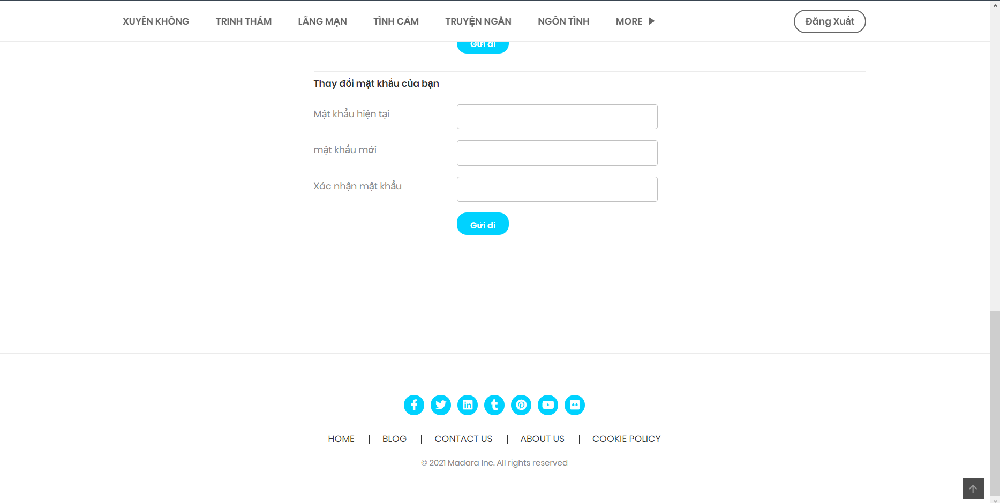 XUYÊN KHÔNG TRINH THÁM LÃNG MẠN TÌNH CẢM TRUYỆN NGẮN NGÔN TÌNH MORE Đăng Xuất
Gửi đi
Thay đổi mật khẩu của bạn
Mật khẩu hiện tại
mật khẩu mới
Xác nhận mật khẩu
Gửi đi
HOME | BLOG | CONTACT US | ABOUT US | COOKIE POLICY
© 2021 Madara Inc. All rights reserved